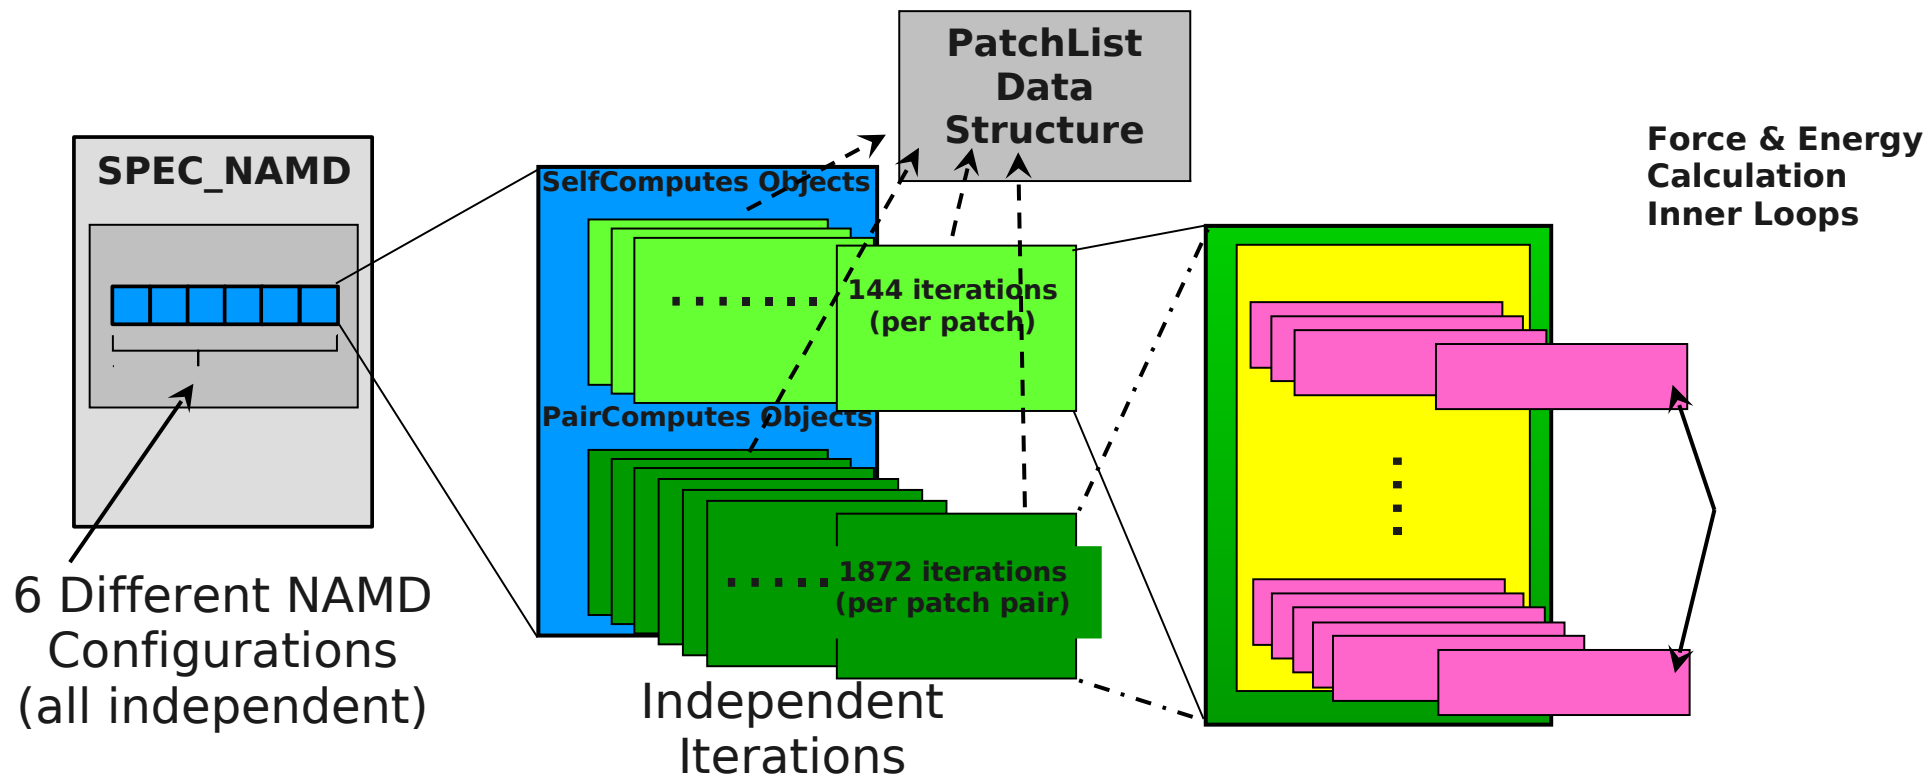 PatchList
Data
Structure
SPEC_NAMD
Force & Energy
Calculation
Inner Loops
SelfComputes Objects
144 iterations
(per patch)
PairComputes Objects
1872 iterations
(per patch pair)
6 Different NAMD
Configurations
(all independent)
Independent
Iterations